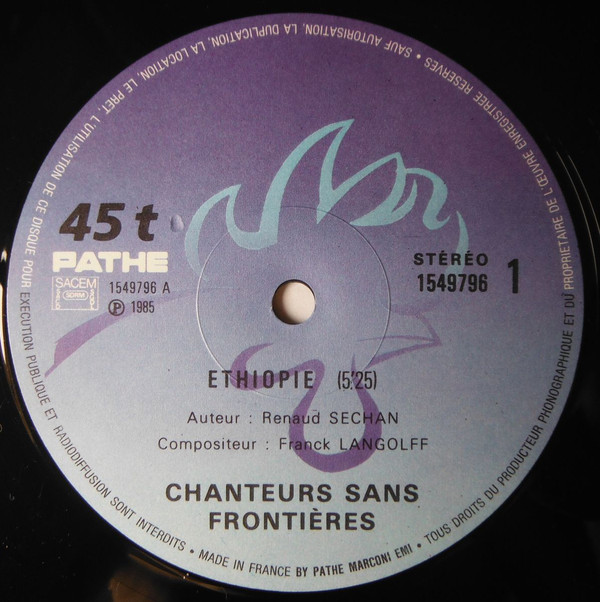 TOUS DROITS DU PRODUCTEUR PHONOGRAPHIQUE ET DU PROPRIETAIRE DE L'ŒUVRE ENREGISTREE RESERVES • SAUF AUTORISATION, LA DUPLICATION, LA LOCATION, LE PRET, L'UTILISATION DE CE DISQUE POUR EXECUTION PUBLIQUE ET RADIODIFFUSION SONT INTERDITS •
45 t
PATHE
SACEM
SDRM
1549796 A
Ⓟ 1985
STÉRÉO
1549796
1
ETHIOPIE (5'25)
Auteur : Renaud SECHAN
Compositeur : Franck LANGOLFF
CHANTEURS SANS
FRONTIÈRES
MADE IN FRANCE BY PATHE MARCONI EMI •